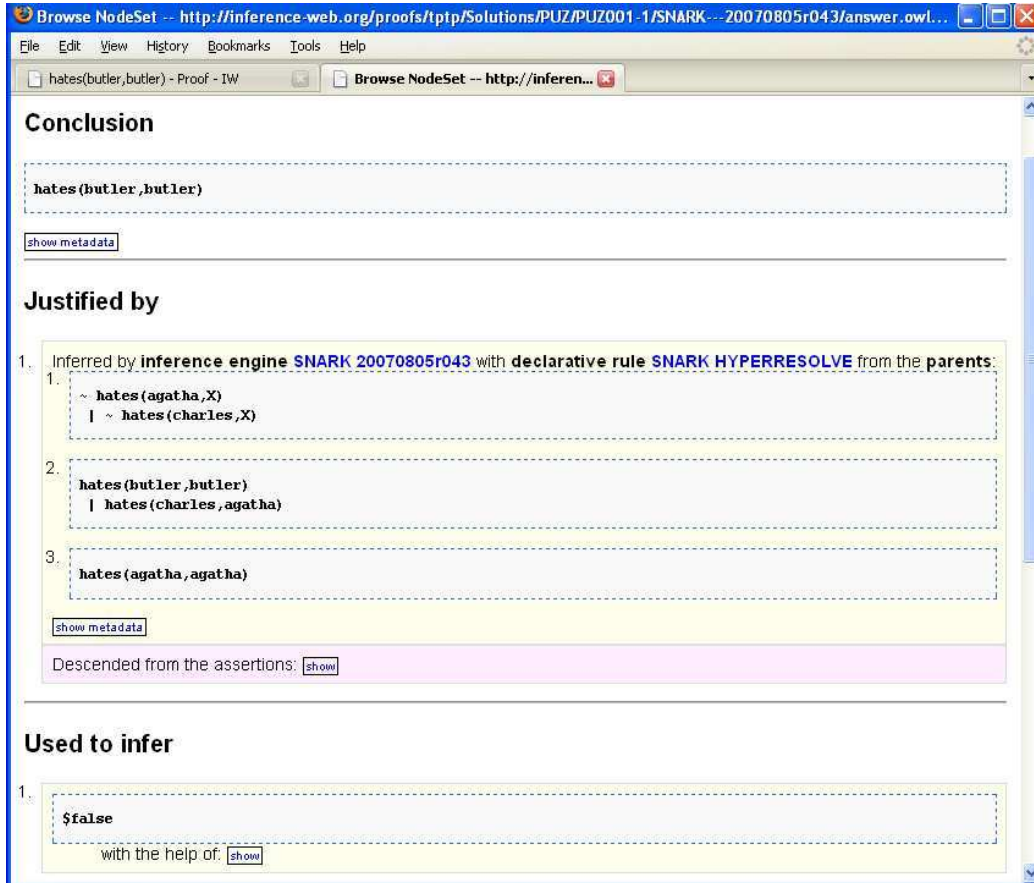 Browse NodeSet -- http://inference-web.org/proofs/tptp/Solutions/PUZ/PUZ001-1/SNARK---20070805r043/answer.owl...
File Edit View History Bookmarks Tools Help
hates(butler,butler) - Proof - IW
Browse NodeSet -- http://inferen...
Conclusion
hates(butler,butler)
show metadata
Justified by
1. Inferred by inference engine SNARK 20070805r043 with declarative rule SNARK HYPERRESOLVE from the parents:
1.
~ hates(agatha,X)
| ~ hates(charles,X)
2.
hates(butler,butler)
| hates(charles,agatha)
3.
hates(agatha,agatha)
show metadata
Descended from the assertions: show
Used to infer
1.
$false
with the help of: show